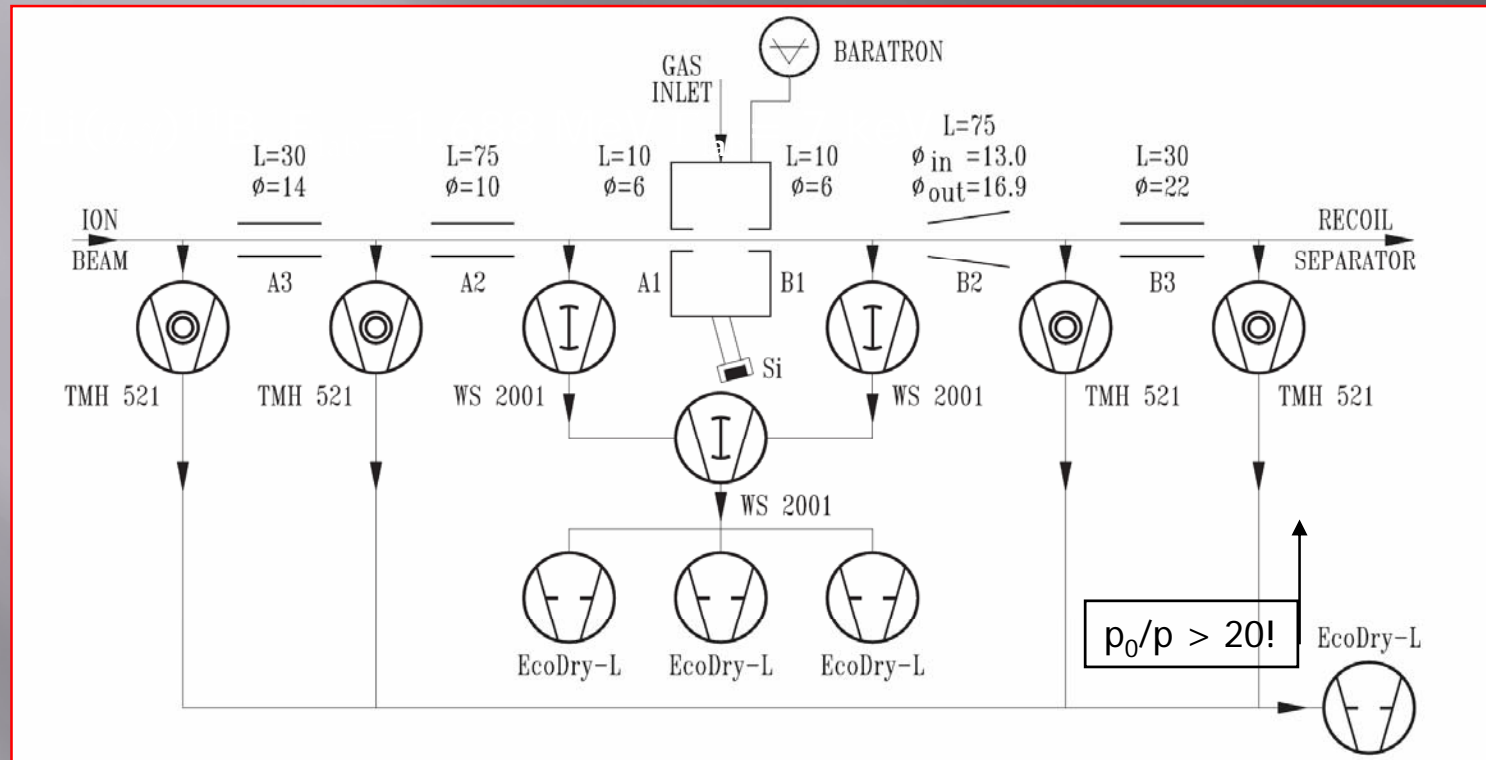 BARATRON
GAS
INLET
L=30
ø=14
L=75
ø=10
L=10
ø=6
L=10
ø=6
L=75
ø in =13.0
ø out=16.9
L=30
ø=22
ION
BEAM
RECOIL
SEPARATOR
A3
A2
A1
B1
B2
B3
Si
TMH 521
TMH 521
WS 2001
WS 2001
TMH 521
TMH 521
WS 2001
EcoDry-L
EcoDry-L
EcoDry-L
p₀/p > 20!
EcoDry-L